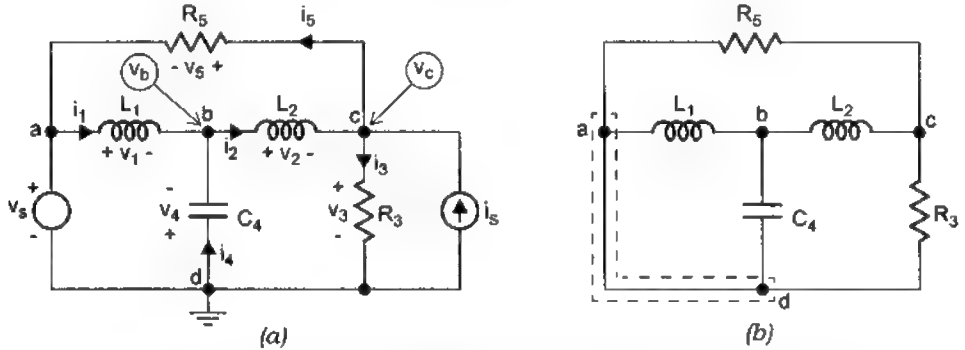 R5 i5
- v5 +
vb vc
i1 L1 b L2 c
a
+ v1 - i2 + v2 -
i3
+ - +
vs v4 C4 v3 R3 is
- + -
i4
d
(a)
R5
L1 b L2 c
a
C4 R3
d
(b)